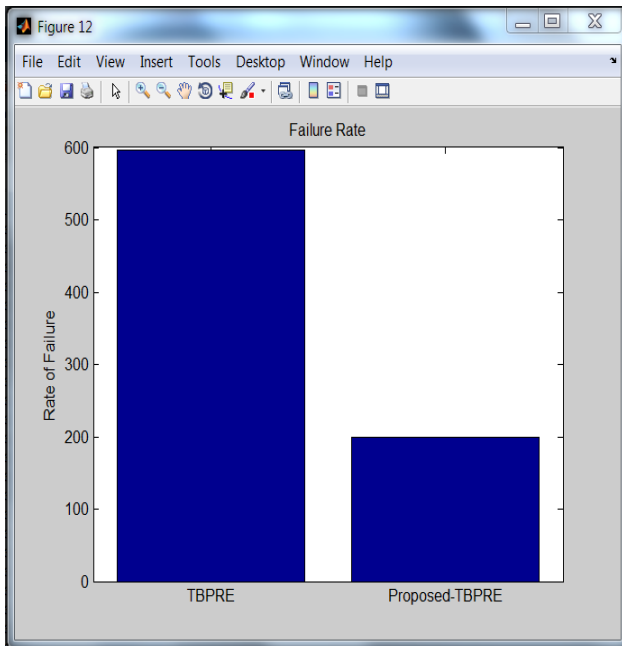 Figure 12
File Edit View Insert Tools Desktop Window Help
Failure Rate
600
500
400
300
200
100
0
Rate of Failure
TBPRE Proposed-TBPRE